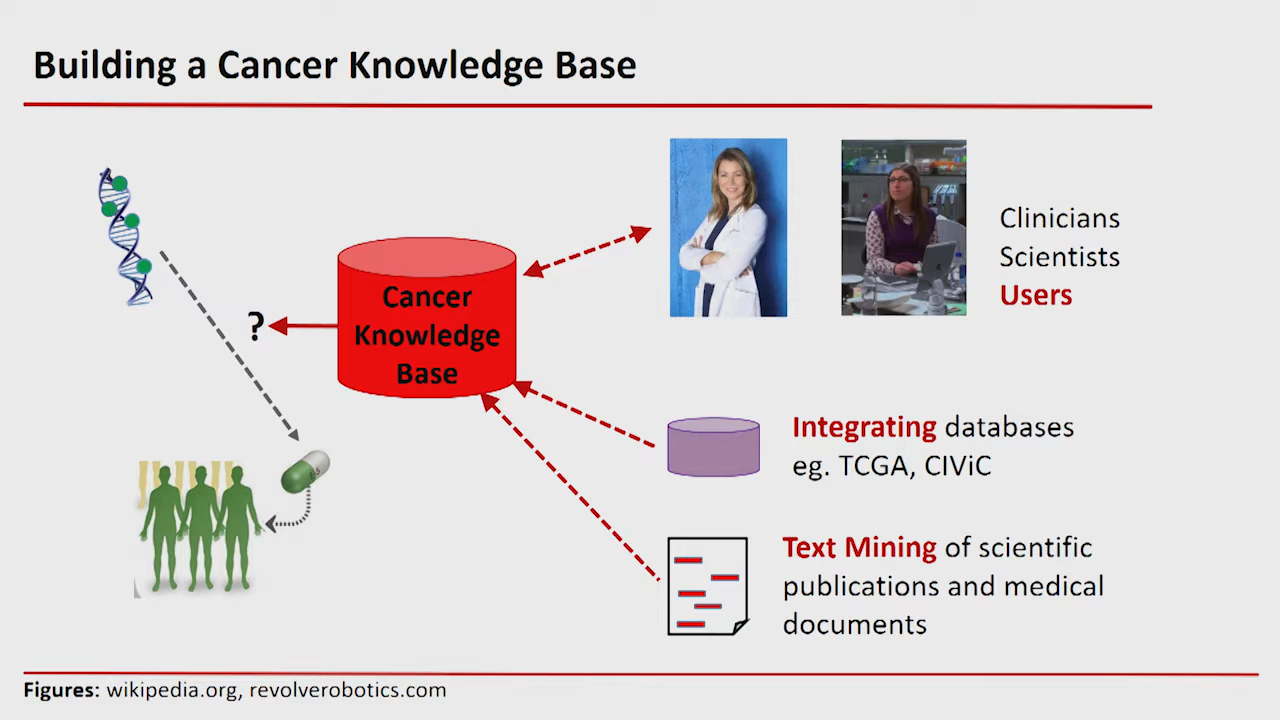 Building a Cancer Knowledge Base
Clinicians
Scientists
Users
?
Cancer
Knowledge
Base
Integrating databases
eg. TCGA, CIViC
Text Mining of scientific
publications and medical
documents
Figures: wikipedia.org, revolverobotics.com